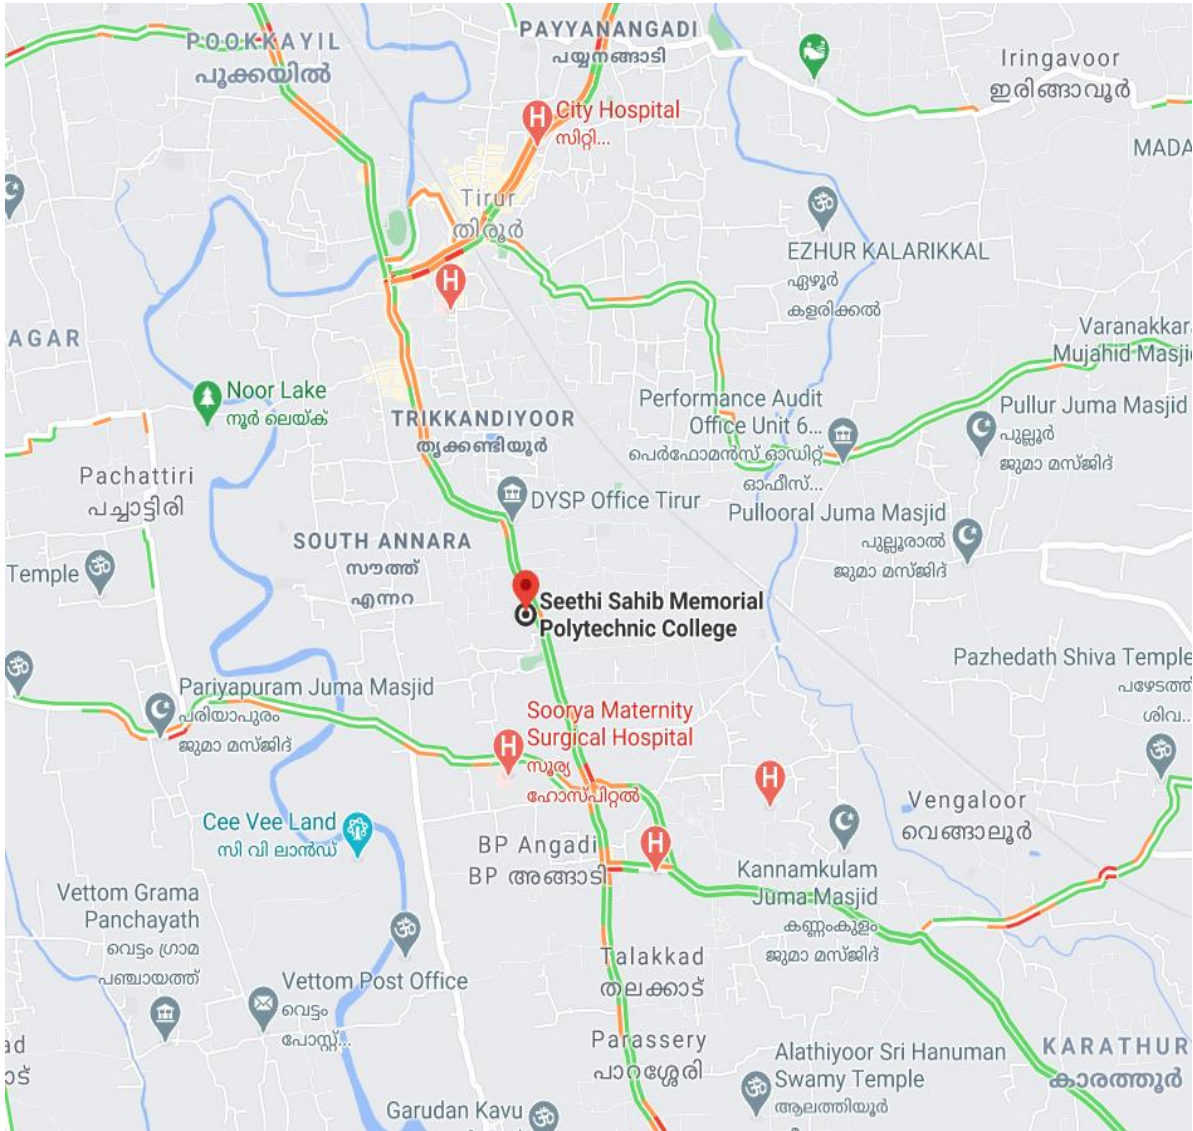 POOKKAYIL
പൂക്കയിൽ
PAYYANANGADI
പയ്യനങ്ങാടി
Iringavoor
ഇരിങ്ങാവൂർ
City Hospital
സിറ്റി...
MADA
Tirur
തിരൂർ
EZHUR KALARIKKAL
ഏഴൂർ
കളരിക്കൽ
AGAR
Varanakkar
Mujahid Masjid
Noor Lake
നൂർ ലെയ്ക്
TRIKKANDIYOOR
തൃക്കണ്ടിയൂർ
Performance Audit
Office Unit 6...
പെർഫോമൻസ് ഓഡിറ്റ്
ഓഫീസ്...
Pullur Juma Masjid
പുല്ലൂർ
ജുമാ മസ്ജിദ്
Pachattiri
പച്ചാട്ടിരി
DYSP Office Tirur
Pullooral Juma Masjid
പുല്ലൂരാൽ
ജുമാ മസ്ജിദ്
SOUTH ANNARA
സൗത്ത്
എന്നറ
Temple
Seethi Sahib Memorial
Polytechnic College
Pazhedath Shiva Temple
പഴേടത്ത്
ശിവ...
Pariyapuram Juma Masjid
പരിയാപുരം
ജുമാ മസ്ജിദ്
Soorya Maternity
Surgical Hospital
സൂര്യ
ഹോസ്പിറ്റൽ
Cee Vee Land
സി വി ലാൻഡ്
Vengaloor
വെങ്ങാലൂർ
BP Angadi
BP അങ്ങാടി
Kannamkulam
Juma Masjid
കണ്ണംകുളം
ജുമാ മസ്ജിദ്
Vettom Grama
Panchayath
വെട്ടം ഗ്രാമ
പഞ്ചായത്ത്
Vettom Post Office
വെട്ടം
പോസ്റ്റ്...
Talakkad
തലക്കാട്
Parassery
പാറശ്ശേരി
Alathiyoor Sri Hanuman
Swamy Temple
ആലത്തിയൂർ
KARATHUR
കാരത്തൂർ
Garudan Kavu